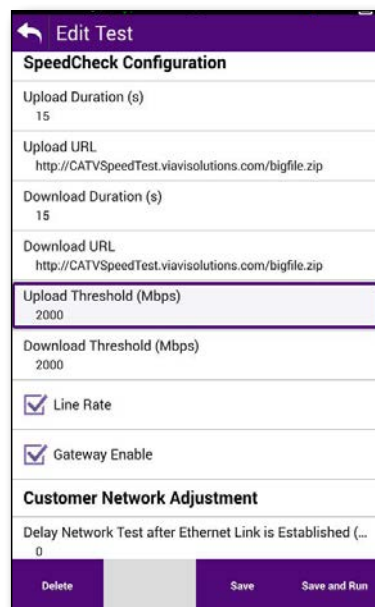 Edit Test
SpeedCheck Configuration
Upload Duration (s)
15
Upload URL
http://CATVSpeedTest.viavisolutions.com/bigfile.zip
Download Duration (s)
15
Download URL
http://CATVSpeedTest.viavisolutions.com/bigfile.zip
Upload Threshold (Mbps)
2000
Download Threshold (Mbps)
2000
Line Rate
Gateway Enable
Customer Network Adjustment
Delay Network Test after Ethernet Link is Established (...
0
Delete Save Save and Run